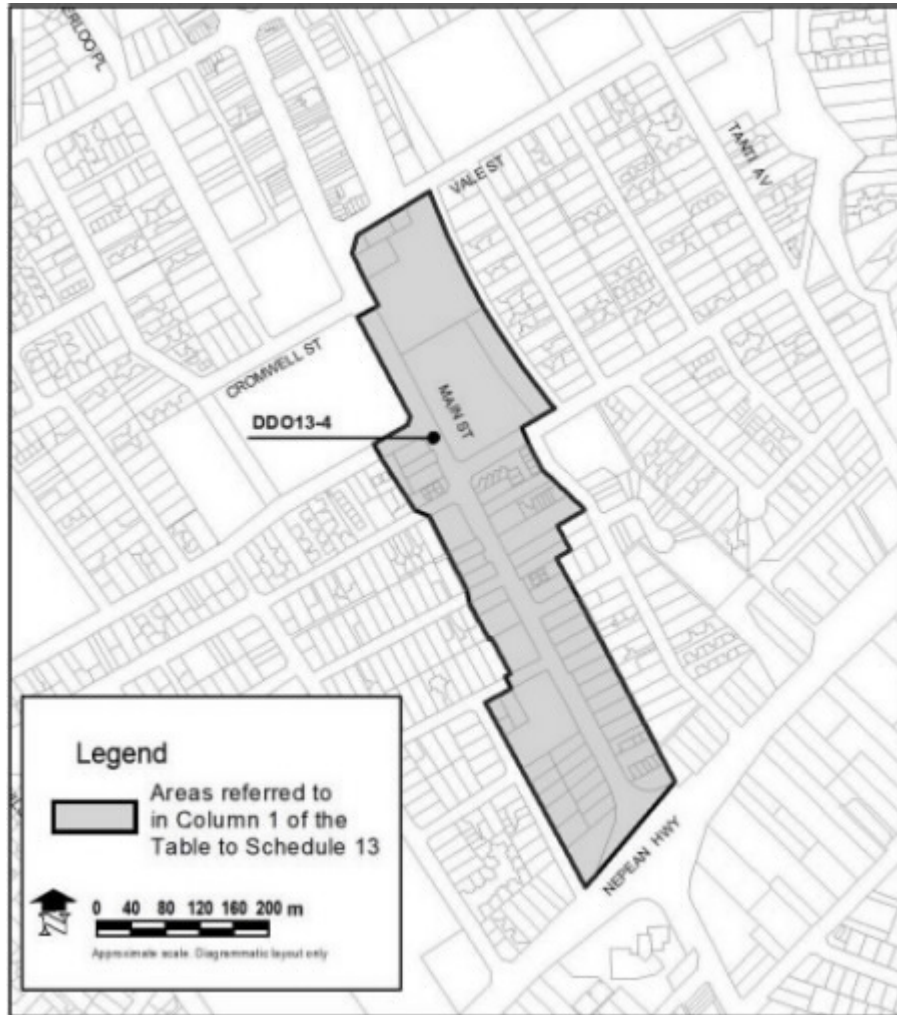 VALE ST
TANTI AV
CROMWELL ST
MAIN ST
DDO13-4
NEPEAN HWY
Legend
Areas referred to
in Column 1 of the
Table to Schedule 13
N
0 40 80 120 160 200 m
Approximate scale. Diagrammatic layout only